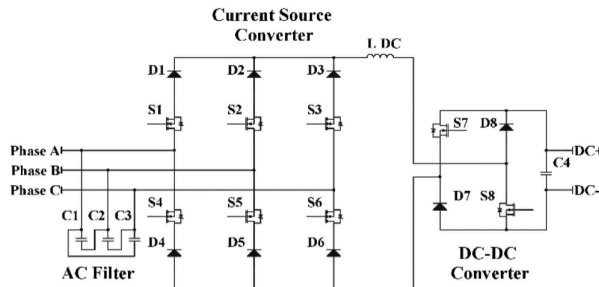 Current Source
Converter
L DC
D1
D2
D3
S1
S2
S3
S7
D8
DC+
Phase A
Phase B
C4
Phase C
DC-
S4
S5
S6
D7
S8
C1
C2
C3
D4
D5
D6
AC Filter
DC-DC
Converter